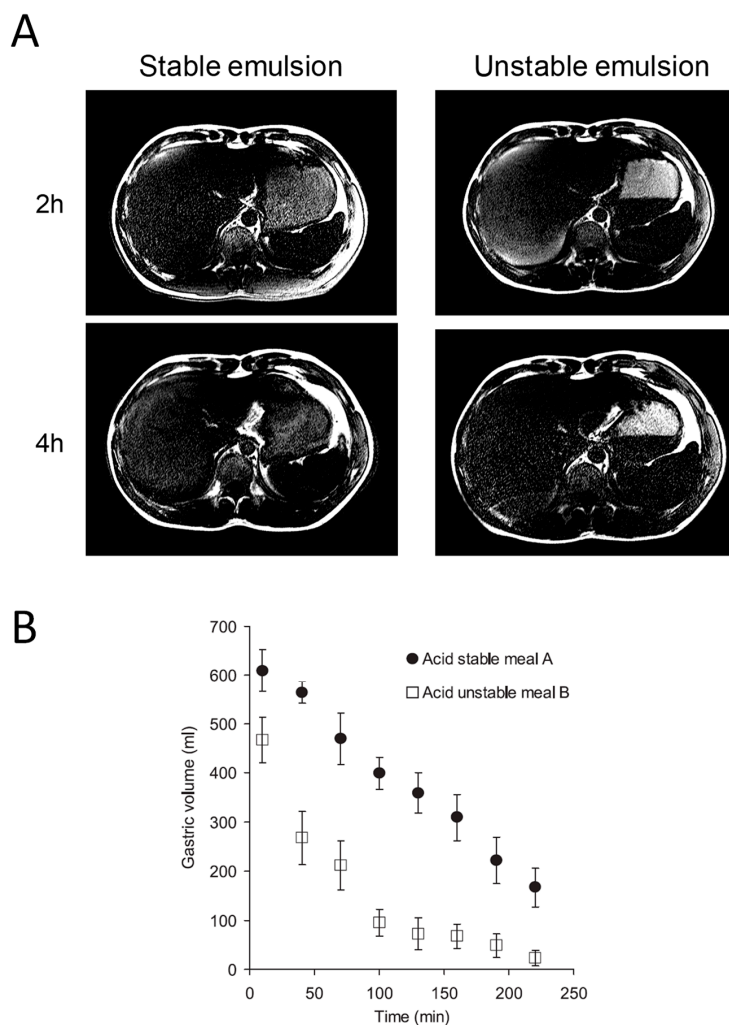 A
Stable emulsion
Unstable emulsion
2h
4h
B
700
600
500
400
300
200
100
0
Gastric volume (ml)
Acid stable meal A
Acid unstable meal B
0 50 100 150 200 250
Time (min)